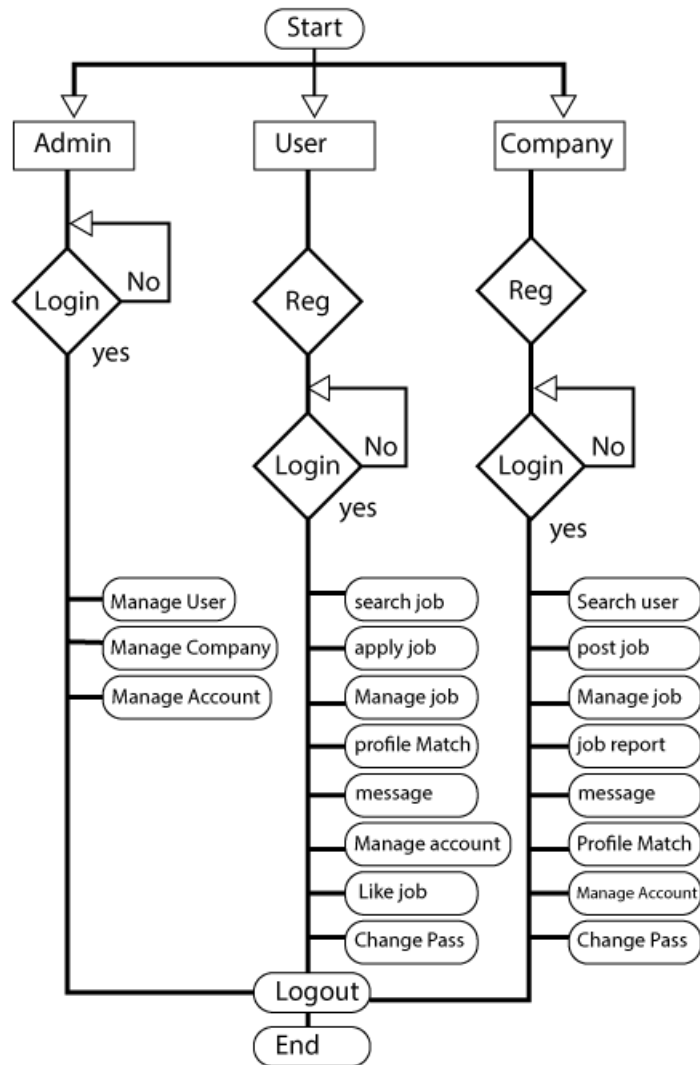 Start
Admin
User
Company
No
Login
yes
Reg
Reg
No
Login
yes
No
Login
yes
Manage User
Manage Company
Manage Account
search job
apply job
Manage job
profile Match
message
Manage account
Like job
Change Pass
Search user
post job
Manage job
job report
message
Profile Match
Manage Account
Change Pass
Logout
End